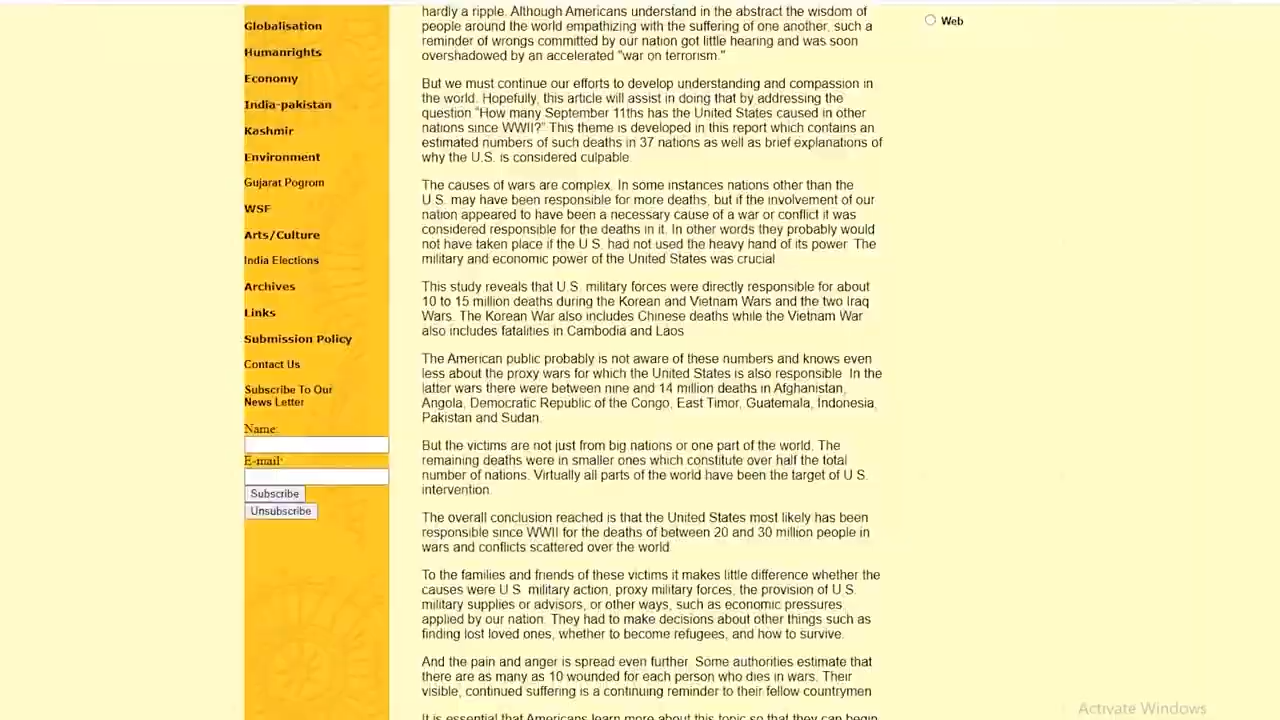 Globalisation
Humanrights
Economy
India-pakistan
Kashmir
Environment
Gujarat Pogrom
WSF
Arts/Culture
India Elections
Archives
Links
Submission Policy
Contact Us
Subscribe To Our
News Letter
Name:
E-mail:
Subscribe
Unsubscribe
hardly a ripple. Although Americans understand in the abstract the wisdom of
people around the world empathizing with the suffering of one another, such a
reminder of wrongs committed by our nation got little hearing and was soon
overshadowed by an accelerated "war on terrorism."
But we must continue our efforts to develop understanding and compassion in
the world. Hopefully, this article will assist in doing that by addressing the
question "How many September 11ths has the United States caused in other
nations since WWII?" This theme is developed in this report which contains an
estimated numbers of such deaths in 37 nations as well as brief explanations of
why the U.S. is considered culpable.
The causes of wars are complex. In some instances nations other than the
U.S. may have been responsible for more deaths, but if the involvement of our
nation appeared to have been a necessary cause of a war or conflict it was
considered responsible for the deaths in it. In other words they probably would
not have taken place if the U.S. had not used the heavy hand of its power. The
military and economic power of the United States was crucial.
This study reveals that U.S. military forces were directly responsible for about
10 to 15 million deaths during the Korean and Vietnam Wars and the two Iraq
Wars. The Korean War also includes Chinese deaths while the Vietnam War
also includes fatalities in Cambodia and Laos.
The American public probably is not aware of these numbers and knows even
less about the proxy wars for which the United States is also responsible. In the
latter wars there were between nine and 14 million deaths in Afghanistan,
Angola, Democratic Republic of the Congo, East Timor, Guatemala, Indonesia,
Pakistan and Sudan.
But the victims are not just from big nations or one part of the world. The
remaining deaths were in smaller ones which constitute over half the total
number of nations. Virtually all parts of the world have been the target of U.S.
intervention.
The overall conclusion reached is that the United States most likely has been
responsible since WWII for the deaths of between 20 and 30 million people in
wars and conflicts scattered over the world.
To the families and friends of these victims it makes little difference whether the
causes were U.S. military action, proxy military forces, the provision of U.S.
military supplies or advisors, or other ways, such as economic pressures
applied by our nation. They had to make decisions about other things such as
finding lost loved ones, whether to become refugees, and how to survive.
And the pain and anger is spread even further. Some authorities estimate that
there are as many as 10 wounded for each person who dies in wars. Their
visible, continued suffering is a continuing reminder to their fellow countrymen.
It is essential that Americans learn more about this topic so that they can begin
Web
Activate Windows